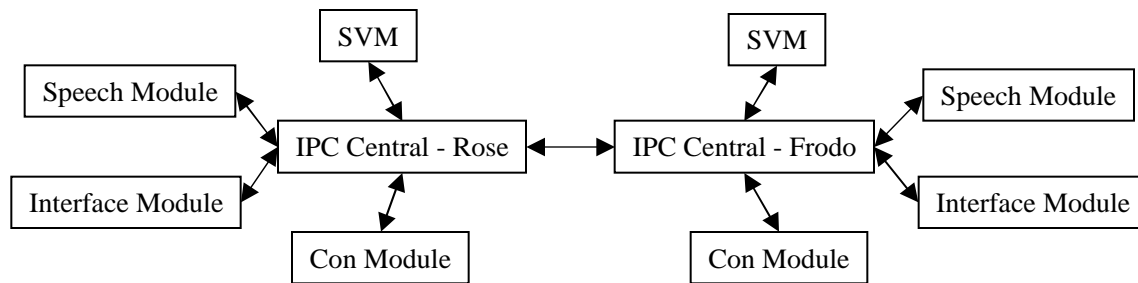 SVM
SVM
Speech Module
Speech Module
IPC Central - Rose
IPC Central - Frodo
Interface Module
Interface Module
Con Module
Con Module